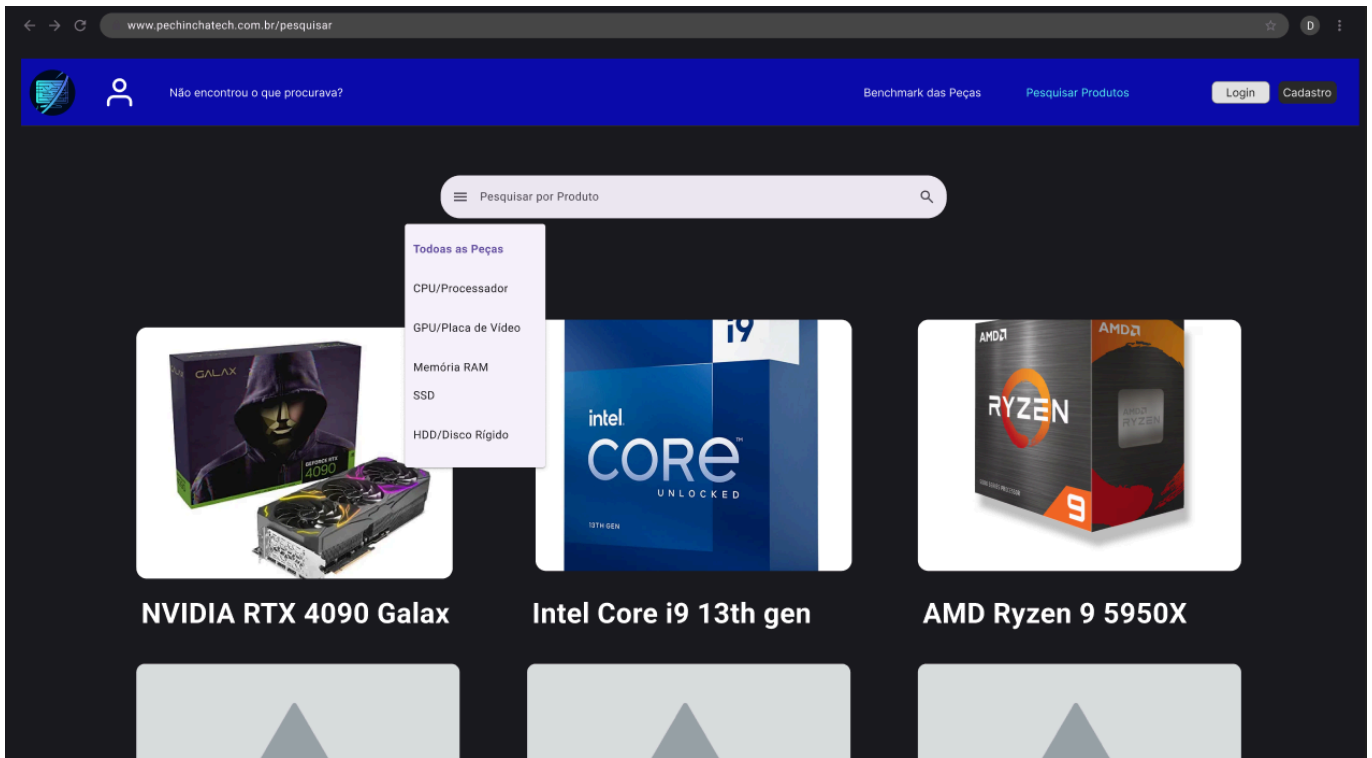 www.pechinchatech.com.br/pesquisar
D
Não encontrou o que procurava?
Benchmark das Peças
Pesquisar Produtos
Login
Cadastro
Pesquisar por Produto
Todoas as Peças
CPU/Processador
GPU/Placa de Vídeo
Memória RAM
SSD
HDD/Disco Rígido
GALAX
GEFORCE RTX
4090
i9
intel.
CORE™
UNLOCKED
13TH GEN
AMD
AMD
RYZEN
AMD
RYZEN
9
NVIDIA RTX 4090 Galax
Intel Core i9 13th gen
AMD Ryzen 9 5950X